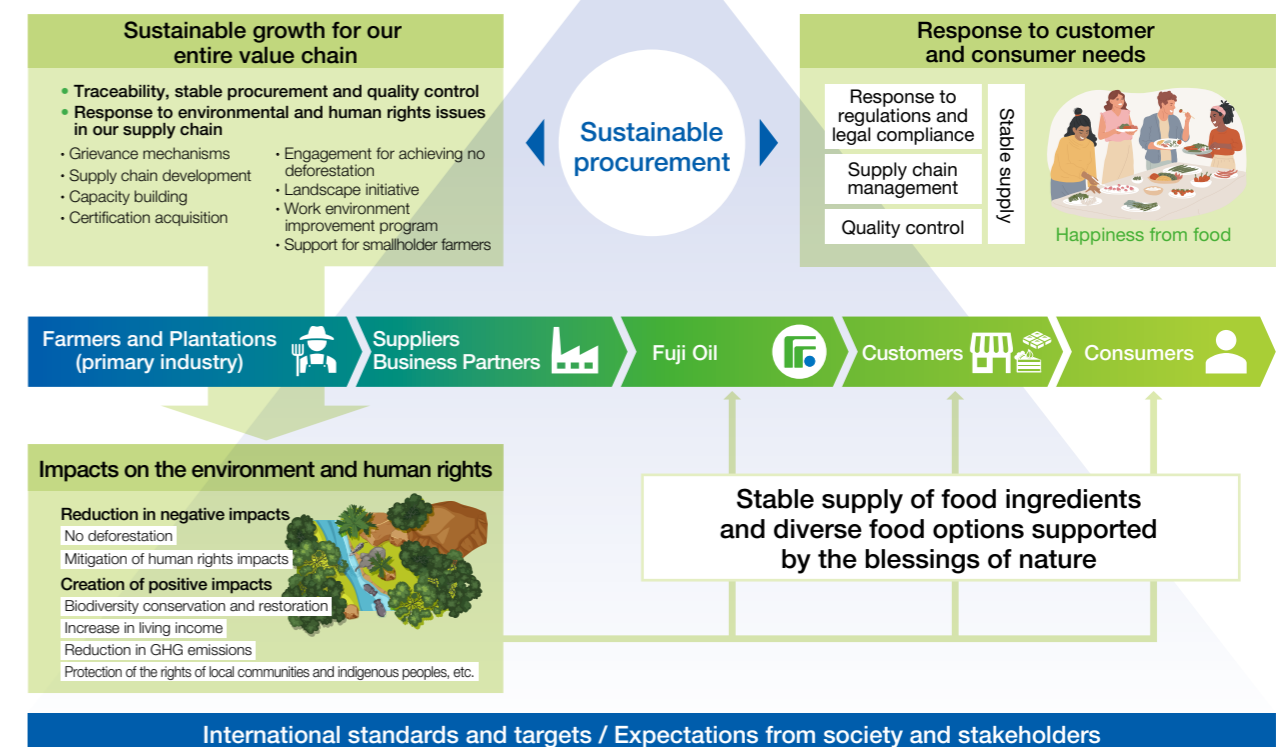 Sustainable growth for our
entire value chain
• Traceability, stable procurement and quality control
• Response to environmental and human rights issues
in our supply chain
・Grievance mechanisms
・Supply chain development
・Capacity building
・Certification acquisition
・Engagement for achieving no
deforestation
・Landscape initiative
・Work environment
improvement program
・Support for smallholder farmers
Sustainable
procurement
Response to customer
and consumer needs
Response to
regulations and
legal compliance
Supply chain
management
Quality control
Stable supply
Happiness from food
Farmers and Plantations
(primary industry)
Suppliers
Business Partners
Fuji Oil
Customers
Consumers
Impacts on the environment and human rights
Reduction in negative impacts
No deforestation
Mitigation of human rights impacts
Creation of positive impacts
Biodiversity conservation and restoration
Increase in living income
Reduction in GHG emissions
Protection of the rights of local communities and indigenous peoples, etc.
Stable supply of food ingredients
and diverse food options supported
by the blessings of nature
International standards and targets / Expectations from society and stakeholders